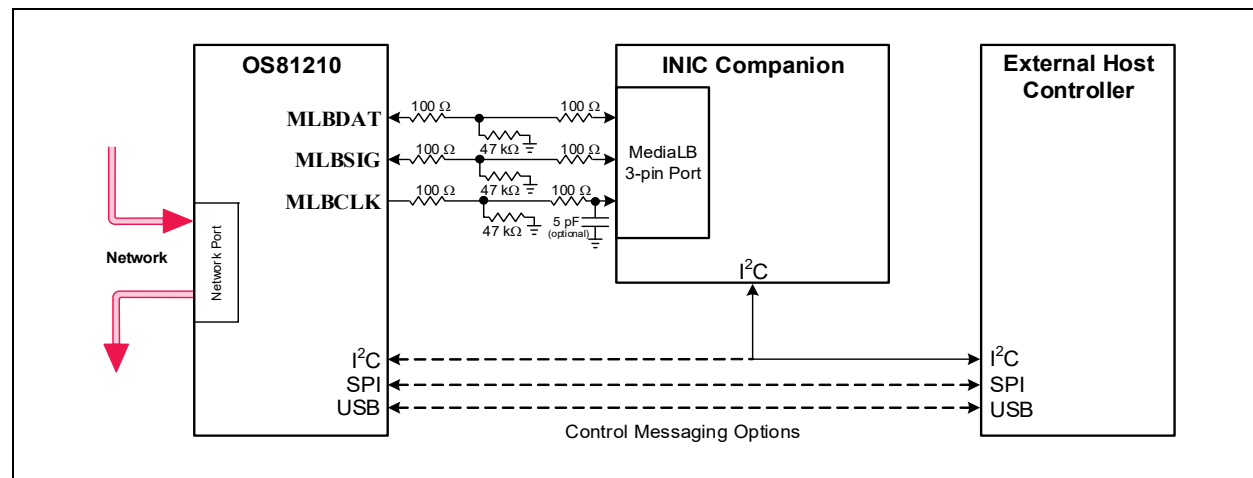 OS81210
INIC Companion
External Host
Controller
MLBDAT
100 Ω
100 Ω
47 kΩ
MLBSIG
100 Ω
100 Ω
47 kΩ
MLBCLK
100 Ω
100 Ω
47 kΩ
5 pF
(optional)
MediaLB
3-pin Port
Network
Network Port
I²C
I²C
SPI
USB
I²C
SPI
USB
Control Messaging Options